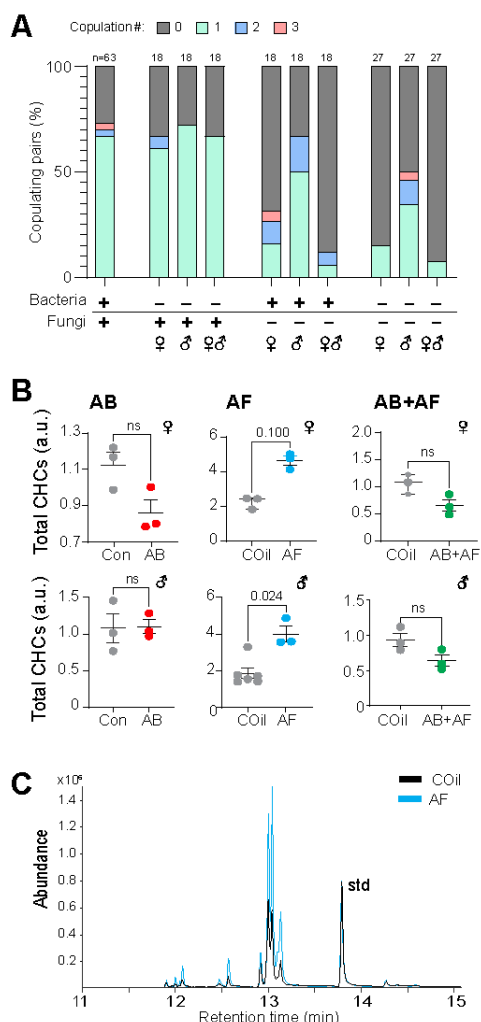 A
Copulation #: 0 1 2 3
n=63 18 18 18 18 18 18 27 27 27
Copulating pairs (%)
100
50
0
Bacteria + − − − + + + − − −
Fungi + + + + − − − − − −
♀ ♂ ♀♂ ♀ ♂ ♀♂ ♀ ♂ ♀♂
B
AB AF AB+AF
Total CHCs (a.u.)
1.3
1.1
0.9
0.7
ns ♀
Con AB
6
4
2
0
0.100 ♀
COil AF
2.0
1.5
1.0
0.5
0.0
ns ♀
COil AB+AF
Total CHCs (a.u.)
1.5
1.0
0.5
0.0
ns ♂
Con AB
6
4
2
0
0.024 ♂
COil AF
1.5
1.0
0.5
0.0
ns ♂
COil AB+AF
C
x10⁶
COil
AF
Abundance
1.4
1.2
1.0
0.8
0.6
0.4
0.2
std
11 12 13 14 15
Retention time (min)